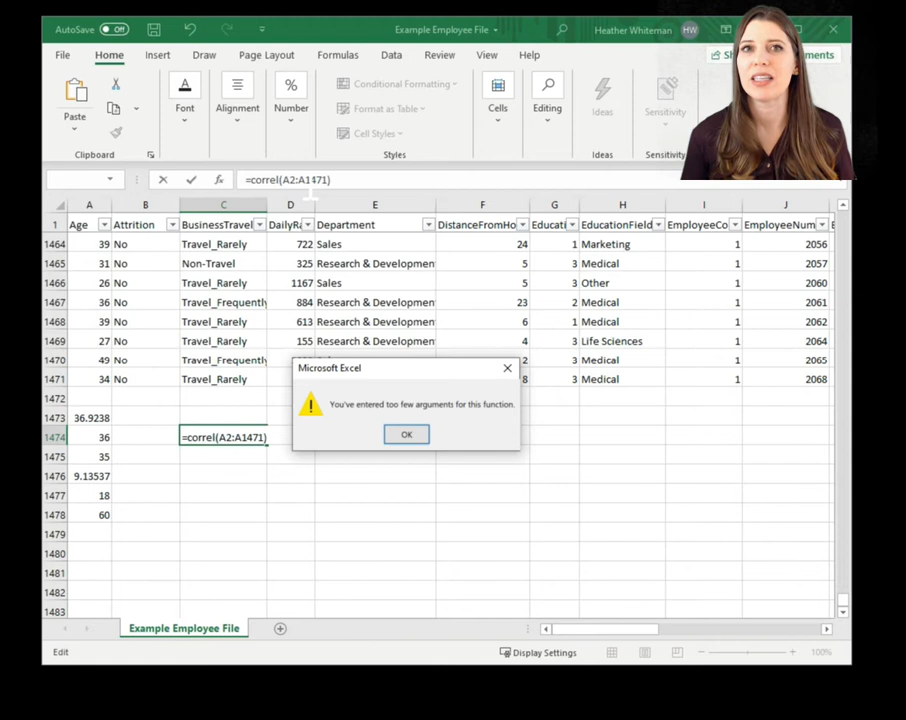 AutoSave Off Example Employee File Heather Whiteman HW
File Home Insert Draw Page Layout Formulas Data Review View Help
Paste Font Alignment Number Conditional Formatting Format as Table Cell Styles Cells Editing Ideas Sensitivity
Clipboard Styles Ideas Sensitivity
=correl(A2:A1471)
A B C D E F G H I J
1 Age Attrition BusinessTravel DailyRa Department DistanceFromHo Educati EducationField EmployeeCo EmployeeNum
1464 39 No Travel_Rarely 722 Sales 24 1 Marketing 1 2056
1465 31 No Non-Travel 325 Research & Development 5 3 Medical 1 2057
1466 26 No Travel_Rarely 1167 Sales 5 3 Other 1 2060
1467 36 No Travel_Frequently 884 Research & Development 23 2 Medical 1 2061
1468 39 No Travel_Rarely 613 Research & Development 6 1 Medical 1 2062
1469 27 No Travel_Rarely 155 Research & Development 4 3 Life Sciences 1 2064
1470 49 No Travel_Frequently 2 3 Medical 1 2065
1471 34 No Travel_Rarely 8 3 Medical 1 2068
Microsoft Excel
You've entered too few arguments for this function.
OK
1472
1473 36.9238
1474 36 =correl(A2:A1471)
1475 35
1476 9.13537
1477 18
1478 60
1479
1480
1481
1482
1483
Example Employee File
Edit Display Settings 100%